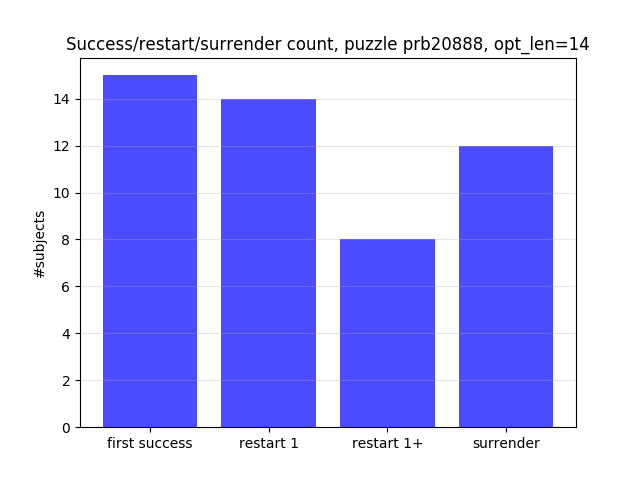 Success/restart/surrender count, puzzle prb20888, opt_len=14
#subjects
14
12
10
8
6
4
2
0
first success restart 1 restart 1+ surrender